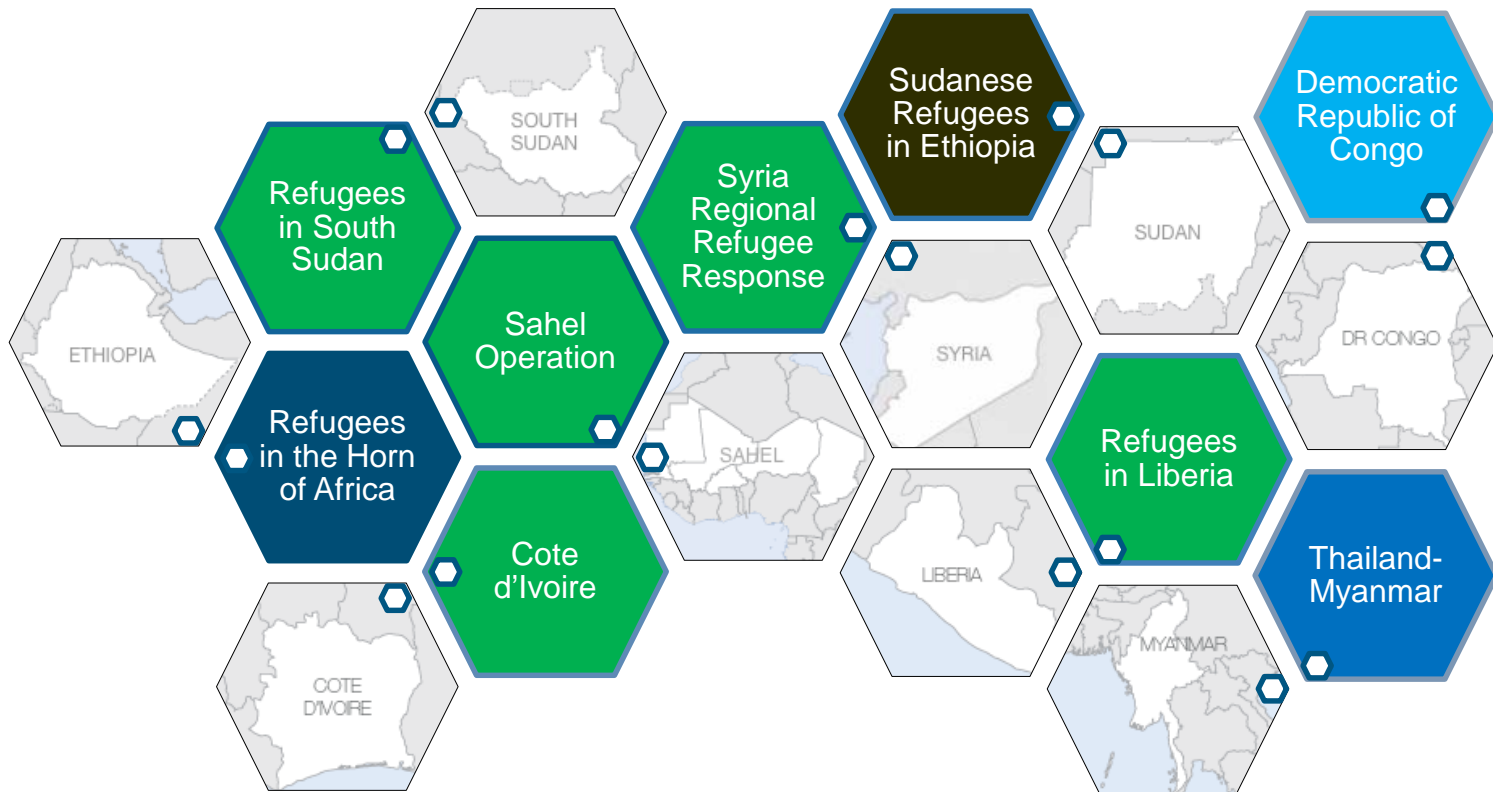 SOUTH
SUDAN
Sudanese
Refugees
in Ethiopia
Democratic
Republic of
Congo
Refugees
in South
Sudan
Syria
Regional
Refugee
Response
SUDAN
ETHIOPIA
Sahel
Operation
SYRIA
DR CONGO
Refugees
in the Horn
of Africa
SAHEL
Refugees
in Liberia
Cote
d’Ivoire
LIBERIA
Thailand-
Myanmar
COTE
D'IVOIRE
MYANMAR